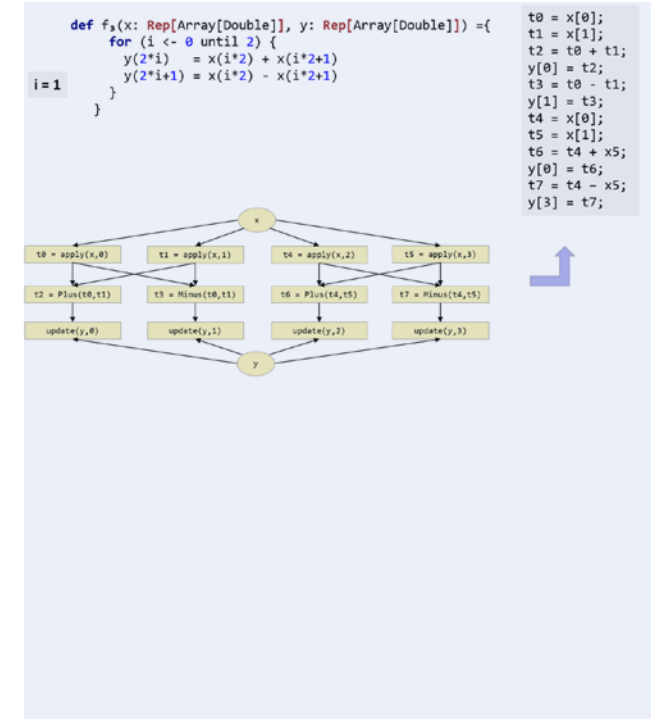 def f₃(x: Rep[Array[Double]], y: Rep[Array[Double]]) ={
for (i <- 0 until 2) {
y(2*i)   = x(i*2) + x(i*2+1)
y(2*i+1) = x(i*2) - x(i*2+1)
}
}
i = 1
t0 = x[0];
t1 = x[1];
t2 = t0 + t1;
y[0] = t2;
t3 = t0 - t1;
y[1] = t3;
t4 = x[0];
t5 = x[1];
t6 = t4 + x5;
y[0] = t6;
t7 = t4 – x5;
y[3] = t7;
x
t0 = apply(x,0)
t1 = apply(x,1)
t4 = apply(x,2)
t5 = apply(x,3)
t2 = Plus(t0,t1)
t3 = Minus(t0,t1)
t6 = Plus(t4,t5)
t7 = Minus(t4,t5)
update(y,0)
update(y,1)
update(y,2)
update(y,3)
y